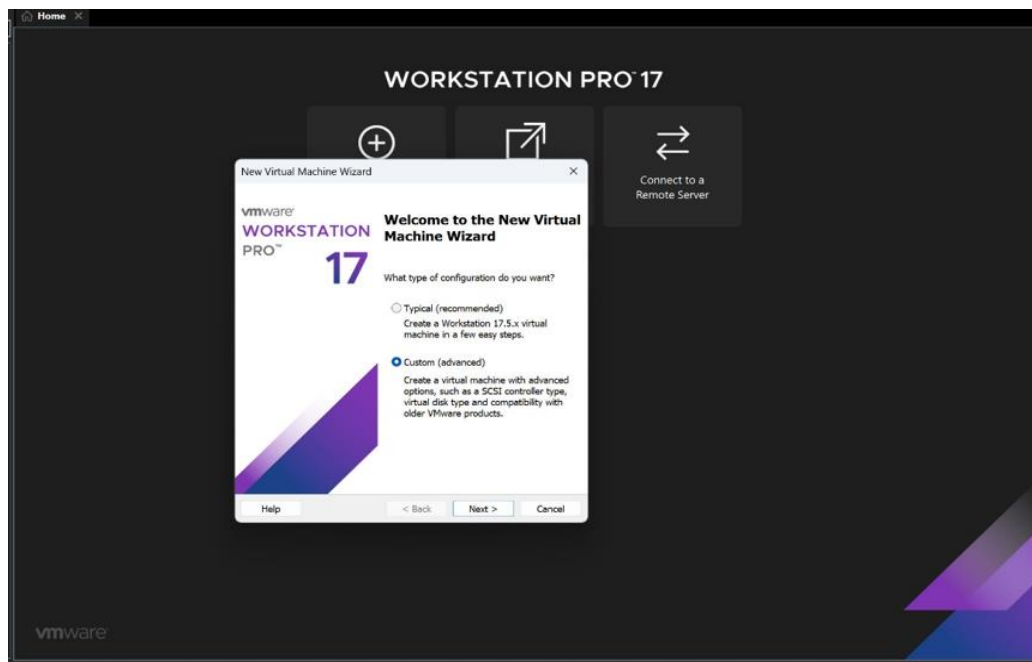 Home
WORKSTATION PRO™ 17
Connect to a
Remote Server
New Virtual Machine Wizard
vmware
WORKSTATION
PRO™
17
Welcome to the New Virtual
Machine Wizard
What type of configuration do you want?
Typical (recommended)
Create a Workstation 17.5.x virtual
machine in a few easy steps.
Custom (advanced)
Create a virtual machine with advanced
options, such as a SCSI controller type,
virtual disk type and compatibility with
older VMware products.
Help
< Back
Next >
Cancel
vmware